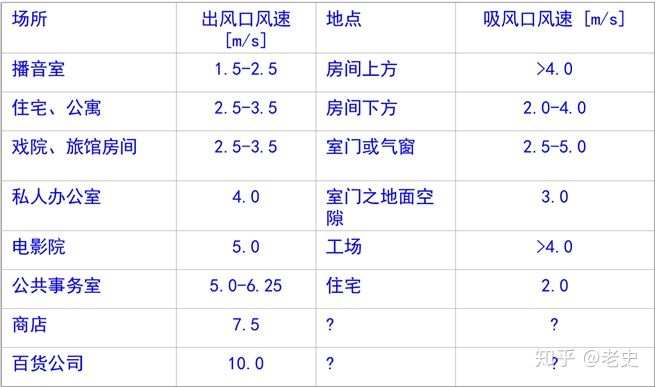 场所 出风口风速 地点 吸风口风速 [m/s]
[m/s]
播音室 1.5-2.5 房间上方 >4.0
住宅、公寓 2.5-3.5 房间下方 2.0-4.0
戏院、旅馆房间 2.5-3.5 室门或气窗 2.5-5.0
私人办公室 4.0 室门之地面空 3.0
隙
电影院 5.0 工场 >4.0
公共事务室 5.0-6.25 住宅 2.0
商店 7.5 ? ?
百货公司 10.0 ? ?
知乎 @老史